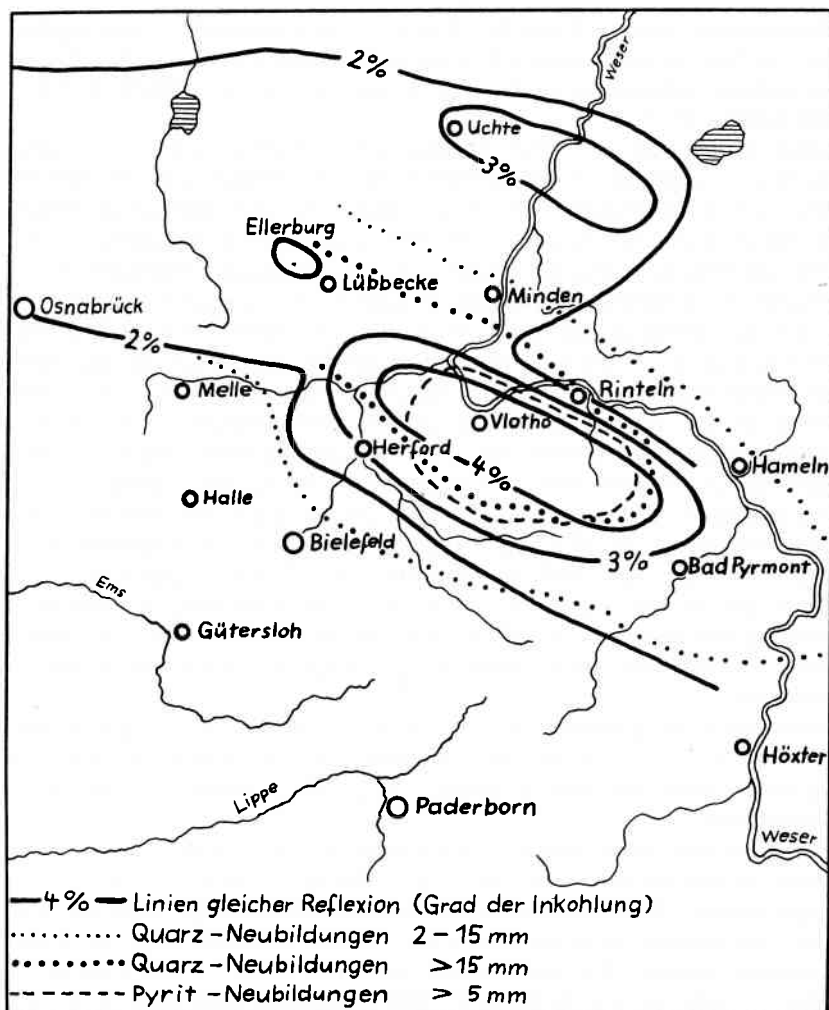 2%
Weser
Uchte
3%
Ellerburg
Lübbecke
Minden
Osnabrück
2%
Melle
Rinteln
Vlotho
Herford
4%
Hameln
Halle
Bielefeld
3%
Bad Pyrmont
Ems
Gütersloh
Höxter
Lippe
Paderborn
Weser
4% Linien gleicher Reflexion (Grad der Inkohlung)
Quarz-Neubildungen 2-15 mm
Quarz-Neubildungen >15 mm
Pyrit-Neubildungen > 5 mm